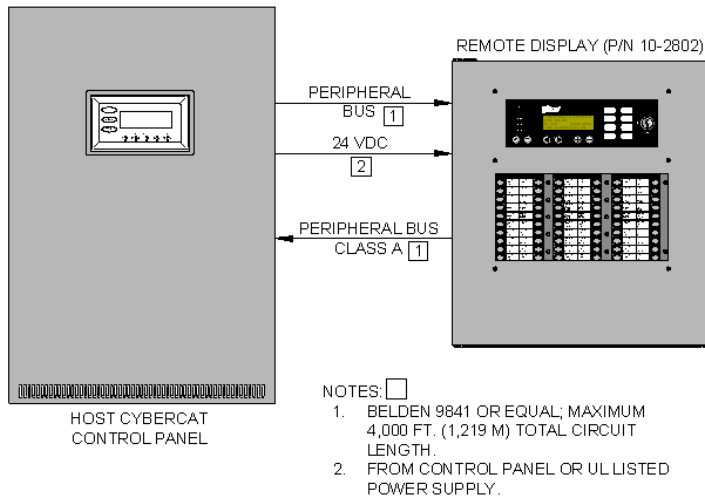 REMOTE DISPLAY (P/N 10-2802)
PERIPHERAL
BUS 1
24 VDC
2
PERIPHERAL BUS
CLASS A 1
HOST CYBERCAT
CONTROL PANEL
NOTES:
1. BELDEN 9841 OR EQUAL; MAXIMUM
4,000 FT. (1,219 M) TOTAL CIRCUIT
LENGTH.
2. FROM CONTROL PANEL OR UL LISTED
POWER SUPPLY.